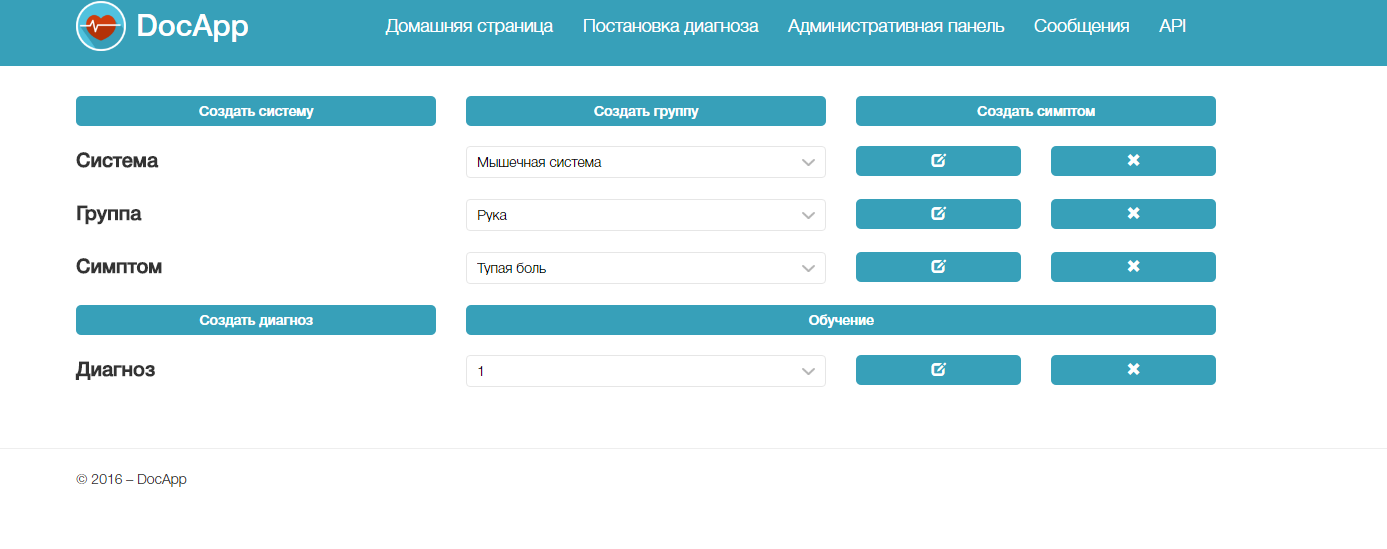 DocApp
Домашняя страница Постановка диагноза Административная панель Сообщения API
Создать систему Создать группу Создать симптом
Система Мышечная система
Группа Рука
Симптом Тупая боль
Создать диагноз Обучение
Диагноз 1
© 2016 – DocApp